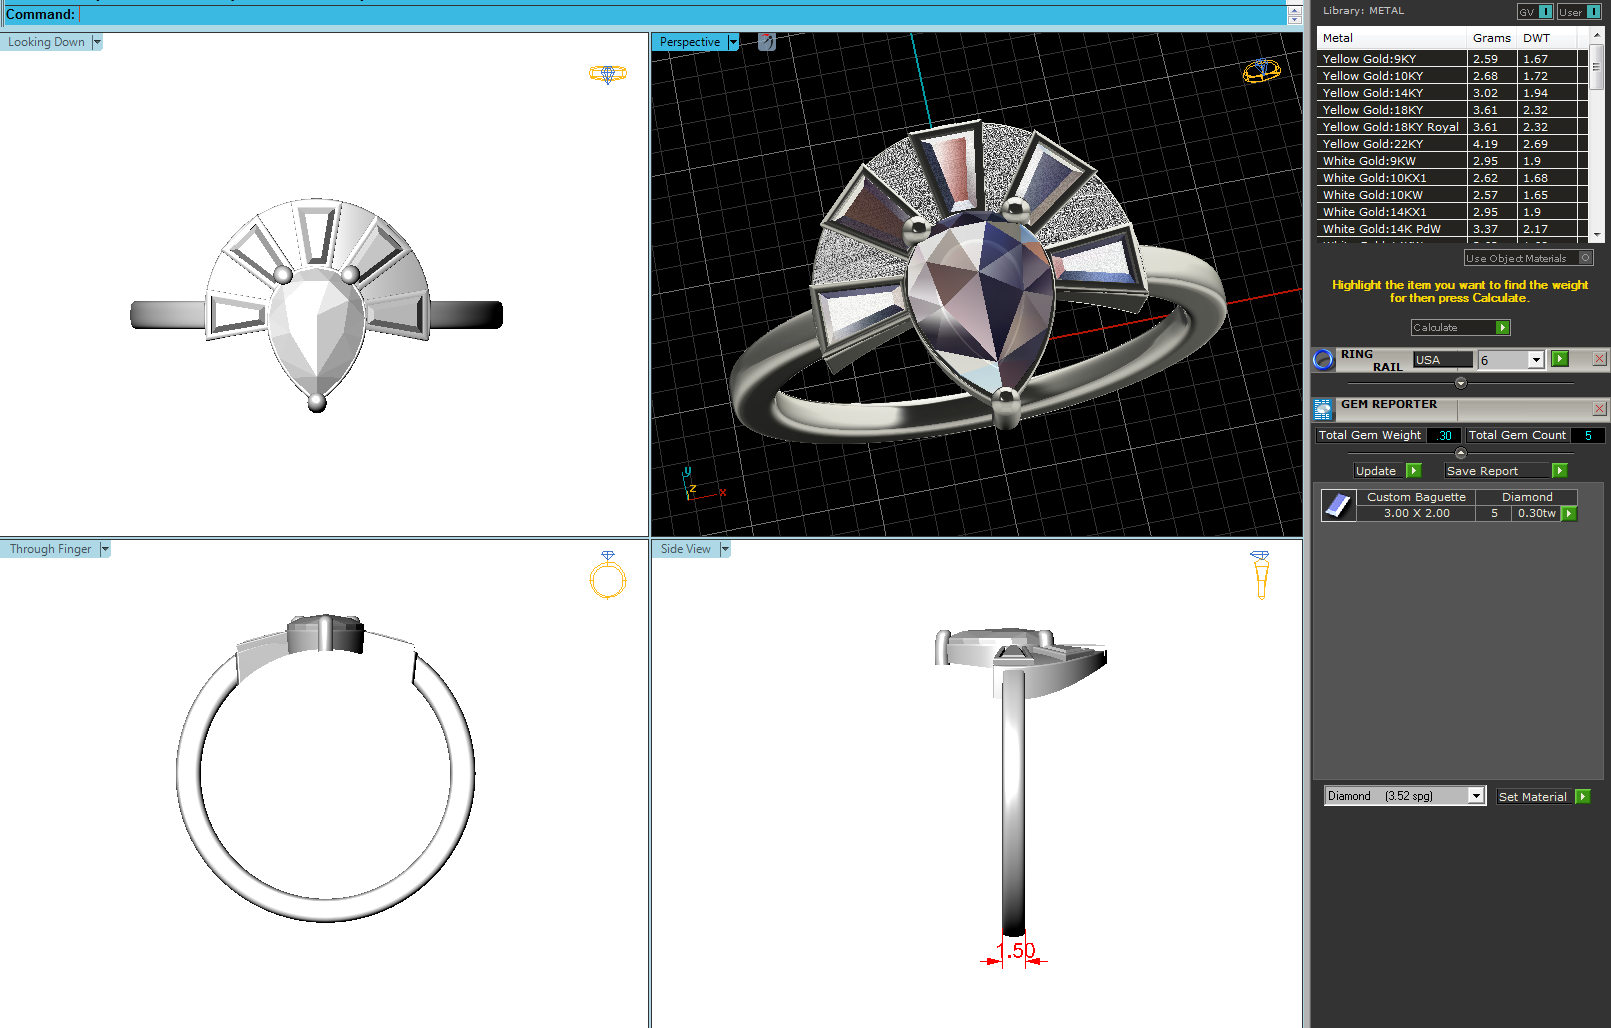 Command:
Looking Down
Perspective
y
z
x
Through Finger
Side View
1.50
Library: METAL
GV I User I
Metal Grams DWT
Yellow Gold:9KY 2.59 1.67
Yellow Gold:10KY 2.68 1.72
Yellow Gold:14KY 3.02 1.94
Yellow Gold:18KY 3.61 2.32
Yellow Gold:18KY Royal 3.61 2.32
Yellow Gold:22KY 4.19 2.69
White Gold:9KW 2.95 1.9
White Gold:10KX1 2.62 1.68
White Gold:10KW 2.57 1.65
White Gold:14KX1 2.95 1.9
White Gold:14K PdW 3.37 2.17
Use Object Materials
Highlight the item you want to find the weight
for then press Calculate.
Calculate
RING
RAIL
USA 6
GEM REPORTER
Total Gem Weight .30 Total Gem Count 5
Update Save Report
Custom Baguette Diamond
3.00 X 2.00 5 0.30tw
Diamond (3.52 spg) Set Material